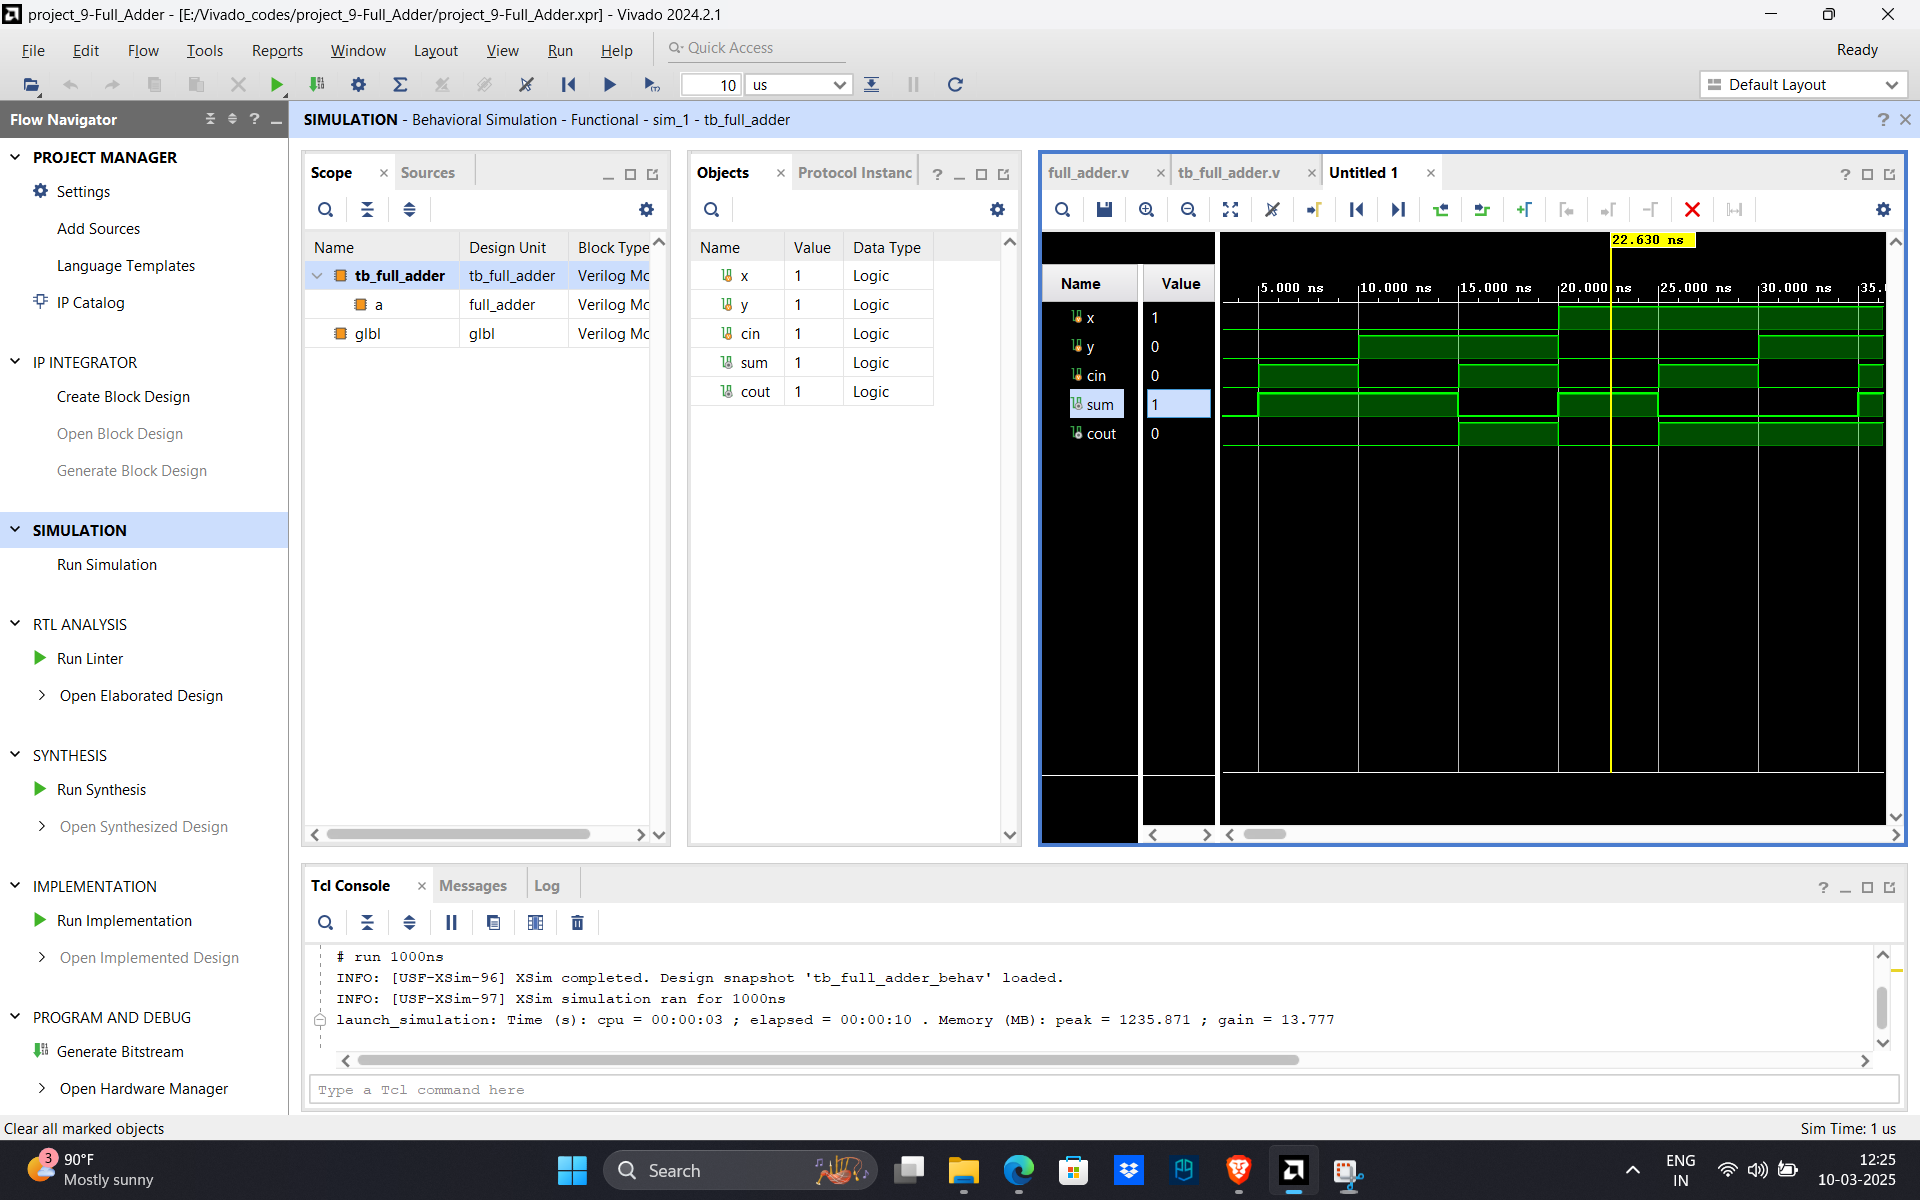 project_9-Full_Adder - [E:/Vivado_codes/project_9-Full_Adder/project_9-Full_Adder.xpr] - Vivado 2024.2.1
File Edit Flow Tools Reports Window Layout View Run Help Quick Access
Ready
10 us
Default Layout
Flow Navigator
PROJECT MANAGER
Settings
Add Sources
Language Templates
IP Catalog
IP INTEGRATOR
Create Block Design
Open Block Design
Generate Block Design
SIMULATION
Run Simulation
RTL ANALYSIS
Run Linter
Open Elaborated Design
SYNTHESIS
Run Synthesis
Open Synthesized Design
IMPLEMENTATION
Run Implementation
Open Implemented Design
PROGRAM AND DEBUG
Generate Bitstream
Open Hardware Manager
SIMULATION - Behavioral Simulation - Functional - sim_1 - tb_full_adder
Scope Sources
Name Design Unit Block Type
tb_full_adder tb_full_adder Verilog Mo
a full_adder Verilog Mo
glbl glbl Verilog Mo
Objects Protocol Instanc
Name Value Data Type
x 1 Logic
y 1 Logic
cin 1 Logic
sum 1 Logic
cout 1 Logic
full_adder.v tb_full_adder.v Untitled 1
22.630 ns
Name Value
5.000 ns 10.000 ns 15.000 ns 20.000 ns 25.000 ns 30.000 ns 35.
x 1
y 0
cin 0
sum 1
cout 0
Tcl Console Messages Log
# run 1000ns
INFO: [USF-XSim-96] XSim completed. Design snapshot 'tb_full_adder_behav' loaded.
INFO: [USF-XSim-97] XSim simulation ran for 1000ns
launch_simulation: Time (s): cpu = 00:00:03 ; elapsed = 00:00:10 . Memory (MB): peak = 1235.871 ; gain = 13.777
Type a Tcl command here
Clear all marked objects
Sim Time: 1 us
3
90°F
Mostly sunny
Search
ENG
IN
12:25
10-03-2025